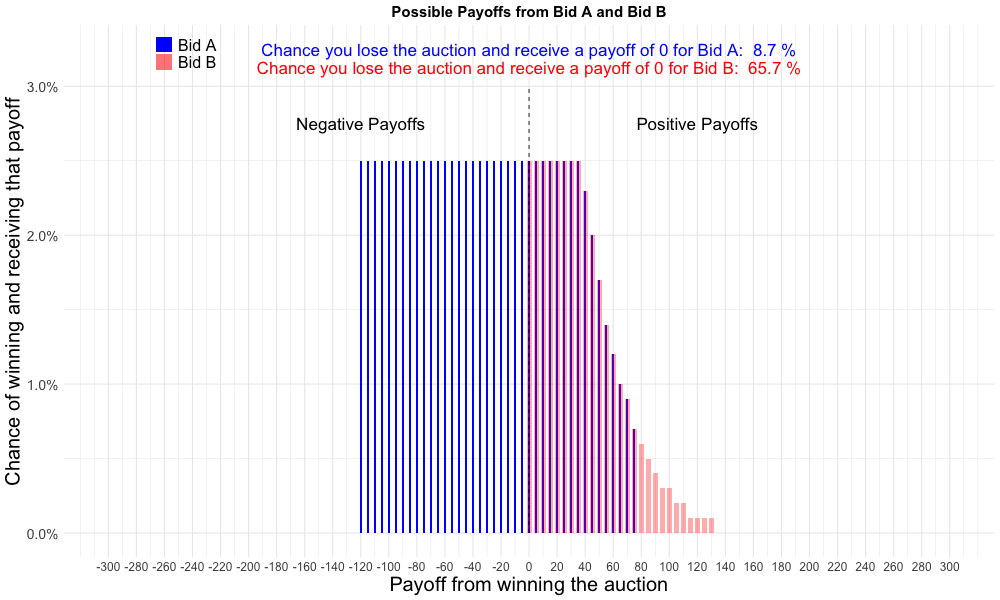 Possible Payoffs from Bid A and Bid B
Bid A
Bid B
Chance you lose the auction and receive a payoff of 0 for Bid A:  8.7 %
Chance you lose the auction and receive a payoff of 0 for Bid B:  65.7 %
Negative Payoffs
Positive Payoffs
Chance of winning and receiving that payoff
3.0%
2.0%
1.0%
0.0%
-300 -280 -260 -240 -220 -200 -180 -160 -140 -120 -100 -80 -60 -40 -20 0 20 40 60 80 100 120 140 160 180 200 220 240 260 280 300
Payoff from winning the auction